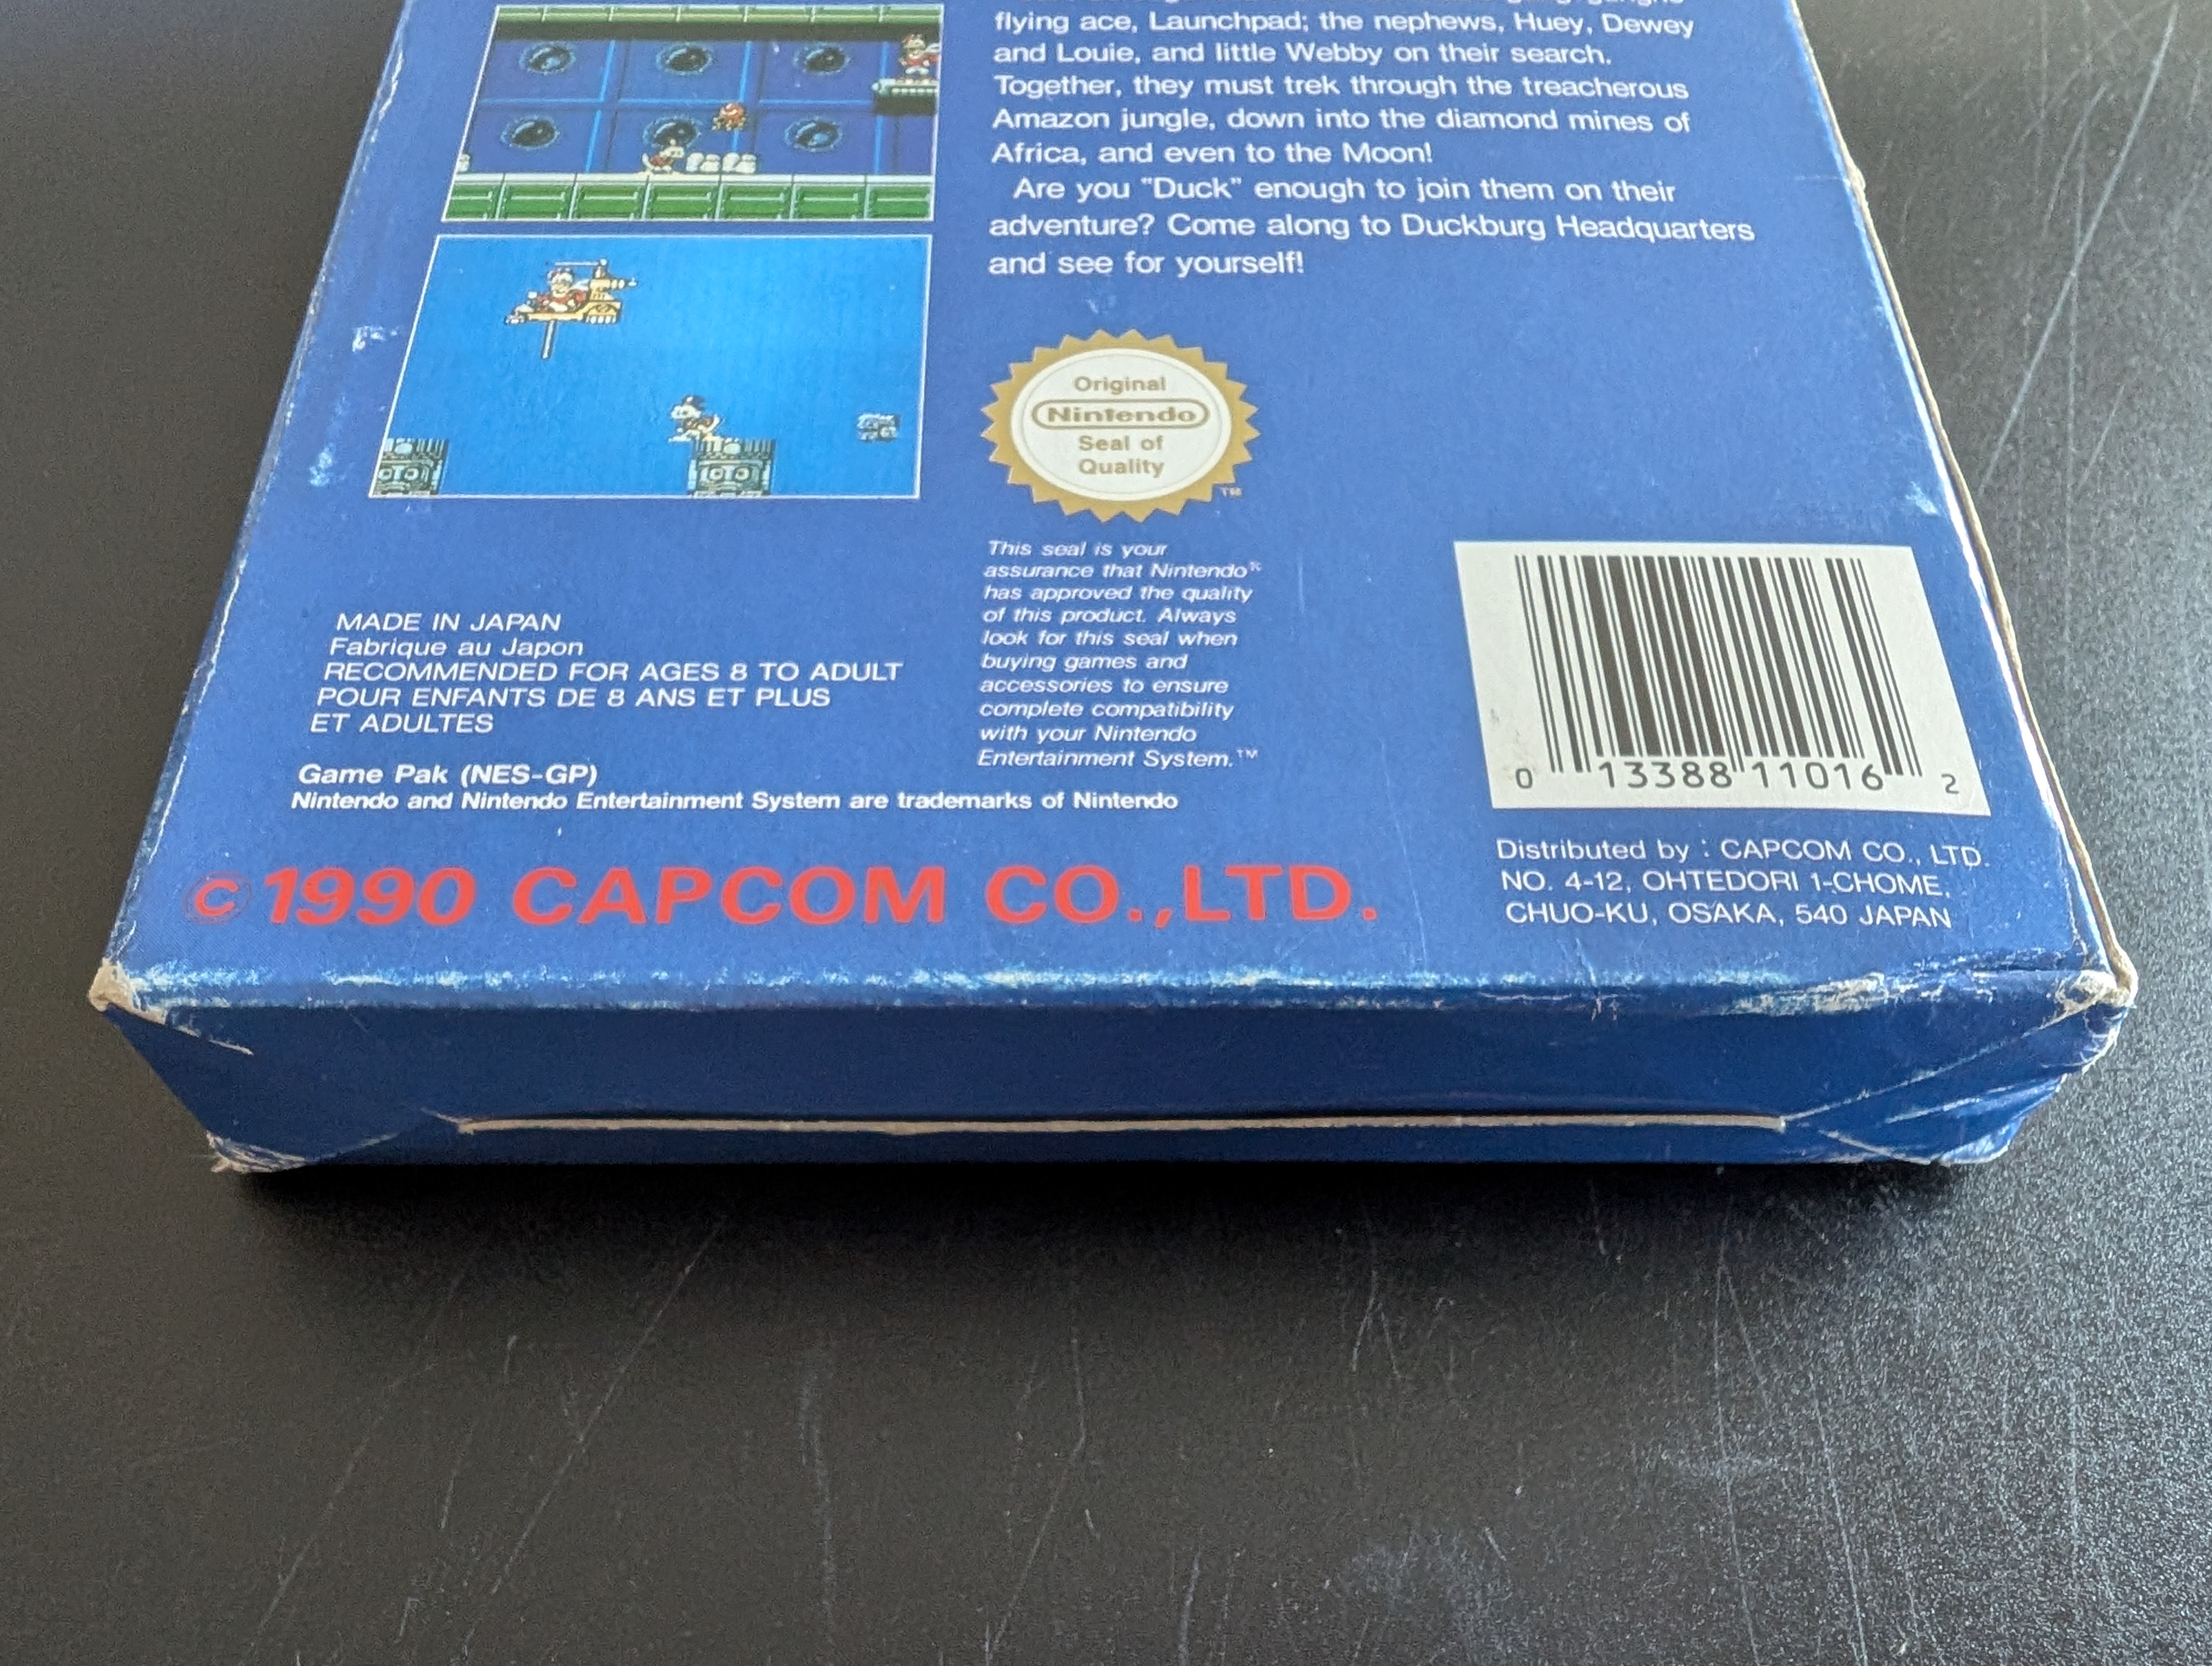 flying ace, Launchpad; the nephews, Huey, Dewey
and Louie, and little Webby on their search.
Together, they must trek through the treacherous
Amazon jungle, down into the diamond mines of
Africa, and even to the Moon!
Are you "Duck" enough to join them on their
adventure? Come along to Duckburg Headquarters
and see for yourself!
Original
Nintendo
Seal of
Quality
TM
This seal is your
assurance that Nintendo®
has approved the quality
of this product. Always
look for this seal when
buying games and
accessories to ensure
complete compatibility
with your Nintendo
Entertainment System.™
MADE IN JAPAN
Fabrique au Japon
RECOMMENDED FOR AGES 8 TO ADULT
POUR ENFANTS DE 8 ANS ET PLUS
ET ADULTES
Game Pak (NES-GP)
Nintendo and Nintendo Entertainment System are trademarks of Nintendo
© 1990 CAPCOM CO.,LTD.
0 13388 11016 2
Distributed by : CAPCOM CO., LTD.
NO. 4-12, OHTEDORI 1-CHOME,
CHUO-KU, OSAKA, 540 JAPAN